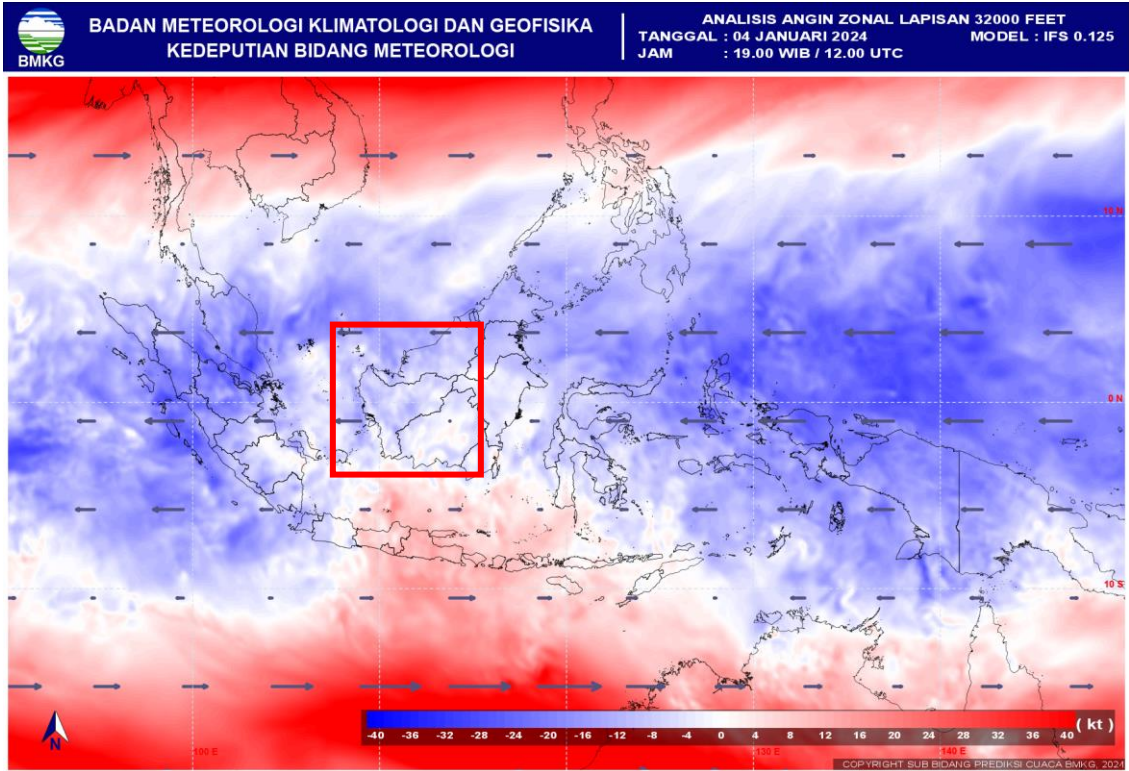 BMKG
BADAN METEOROLOGI KLIMATOLOGI DAN GEOFISIKA
KEDEPUTIAN BIDANG METEOROLOGI
ANALISIS ANGIN ZONAL LAPISAN 32000 FEET
TANGGAL : 04 JANUARI 2024 MODEL : IFS 0.125
JAM : 19.00 WIB / 12.00 UTC
10 N
0 N
10 S
N
-40 -36 -32 -28 -24 -20 -16 -12 -8 -4 0 4 8 12 16 20 24 28 32 36 40 ( kt )
100 E 130 E 140 E
COPYRIGHT SUB BIDANG PREDIKSI CUACA BMKG, 2024